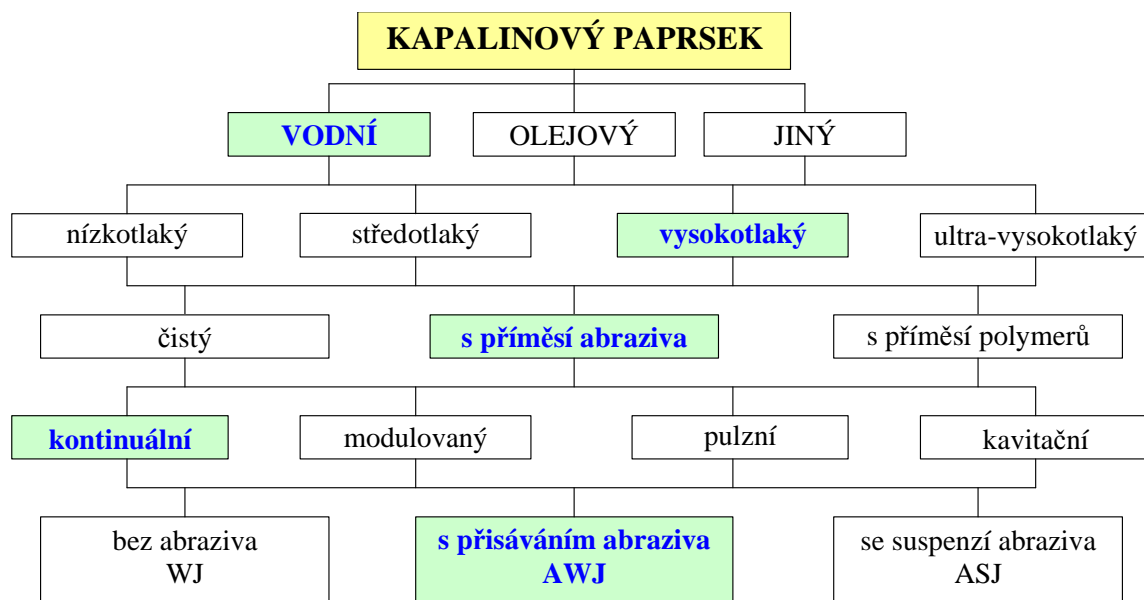 KAPALINOVÝ PAPRSEK
VODNÍ
OLEJOVÝ
JINÝ
nízkotlaký
středotlaký
vysokotlaký
ultra-vysokotlaký
čistý
s příměsí abraziva
s příměsí polymerů
kontinuální
modulovaný
pulzní
kavitační
bez abraziva
WJ
s přisáváním abraziva
AWJ
se suspenzí abraziva
ASJ